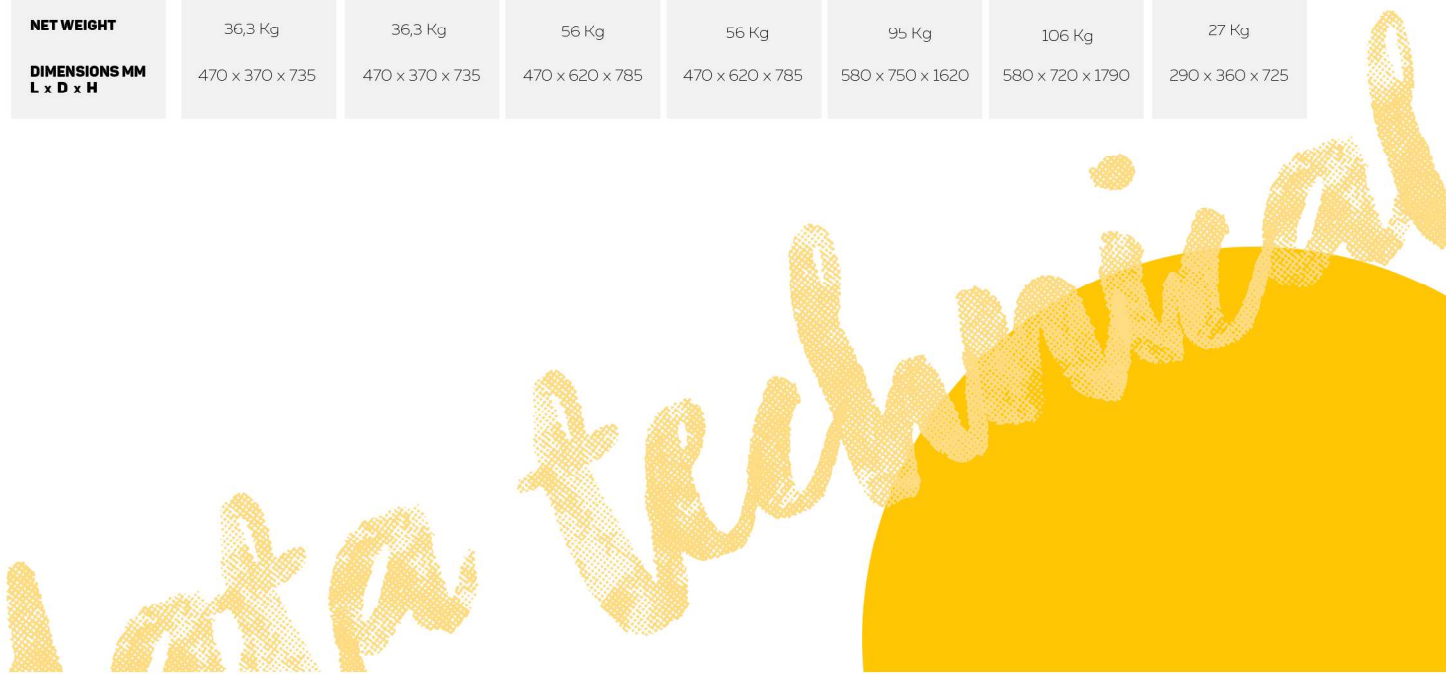 NET WEIGHT 36,3 Kg 36,3 Kg 56 Kg 56 Kg 95 Kg 106 Kg 27 Kg
DIMENSIONS MM 470 x 370 x 735 470 x 370 x 735 470 x 620 x 785 470 x 620 x 785 580 x 750 x 1620 580 x 720 x 1790 290 x 360 x 725
L x D x H
technical